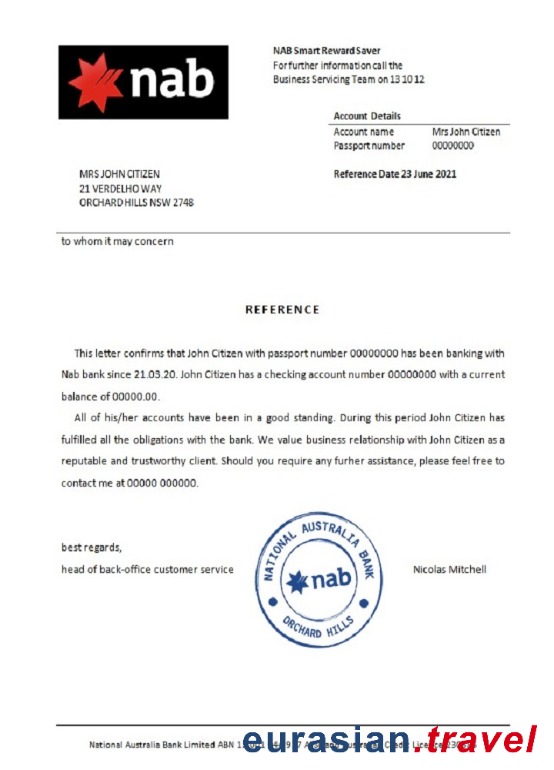 nab
NAB Smart Reward Saver
For further information call the
Business Servicing Team on 13 10 12
Account Details
Account name Mrs John Citizen
Passport number 00000000
MRS JOHN CITIZEN
21 VERDELHO WAY
ORCHARD HILLS NSW 2748
Reference Date 23 June 2021
to whom it may concern
REFERENCE
This letter confirms that John Citizen with passport number 00000000 has been banking with
Nab bank since 21.03.20. John Citizen has a checking account number 00000000 with a current
balance of 00000.00.
All of his/her accounts have been in a good standing. During this period John Citizen has
fulfilled all the obligations with the bank. We value business relationship with John Citizen as a
reputable and trustworthy client. Should you require any furher assistance, please feel free to
contact me at 00000 000000.
best regards,
head of back-office customer service
NATIONAL AUSTRALIA BANK
nab
ORCHARD HILLS
Nicolas Mitchell
National Australia Bank Limited ABN
eurasian.travel